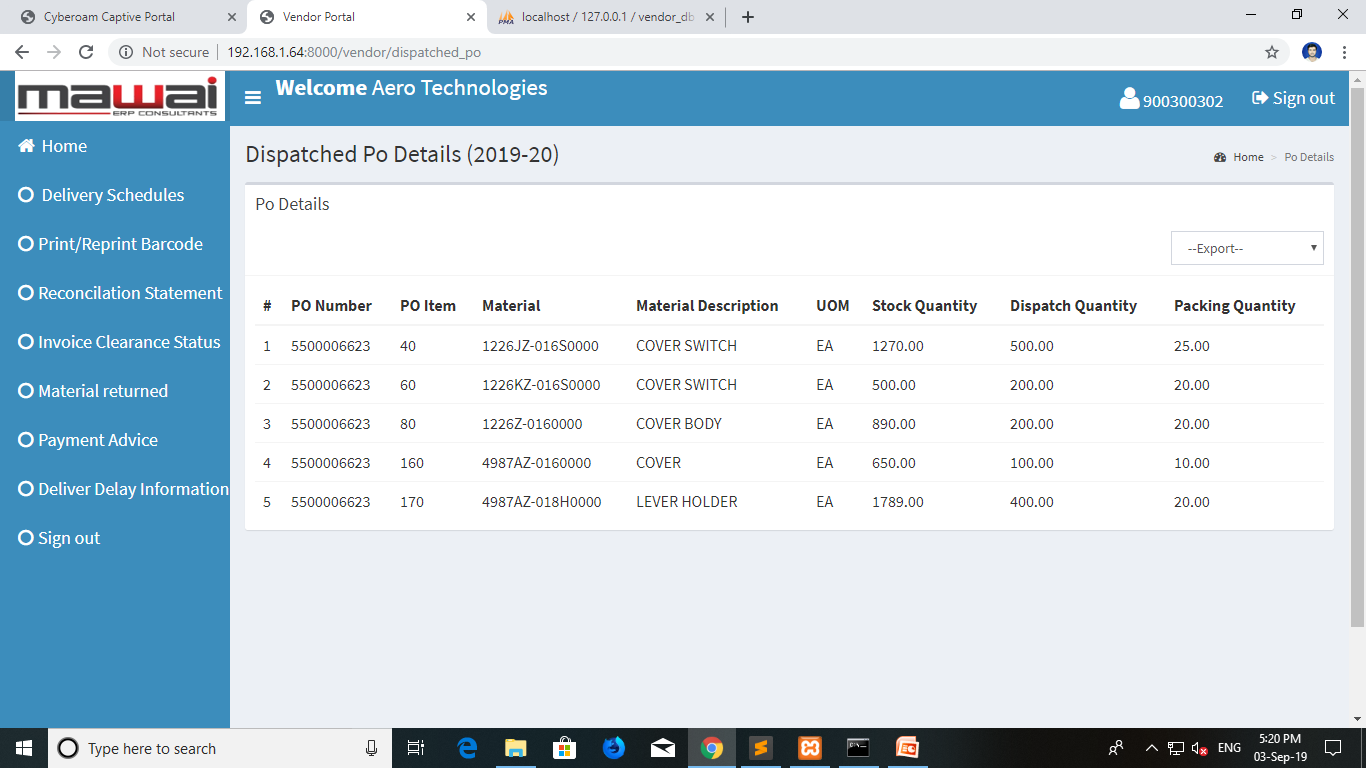 Cyberoam Captive Portal
Vendor Portal
PMA localhost / 127.0.0.1 / vendor_db
Not secure 192.168.1.64:8000/vendor/dispatched_po
mawai
ERP CONSULTANTS
Welcome Aero Technologies
900300302
Sign out
Home
Delivery Schedules
Print/Reprint Barcode
Reconcilation Statement
Invoice Clearance Status
Material returned
Payment Advice
Deliver Delay Information
Sign out
Dispatched Po Details (2019-20)
Home > Po Details
Po Details
--Export--
# PO Number PO Item Material Material Description UOM Stock Quantity Dispatch Quantity Packing Quantity
1 5500006623 40 1226JZ-016S0000 COVER SWITCH EA 1270.00 500.00 25.00
2 5500006623 60 1226KZ-016S0000 COVER SWITCH EA 500.00 200.00 20.00
3 5500006623 80 1226Z-0160000 COVER BODY EA 890.00 200.00 20.00
4 5500006623 160 4987AZ-0160000 COVER EA 650.00 100.00 10.00
5 5500006623 170 4987AZ-018H0000 LEVER HOLDER EA 1789.00 400.00 20.00
Type here to search
ENG
5:20 PM
03-Sep-19